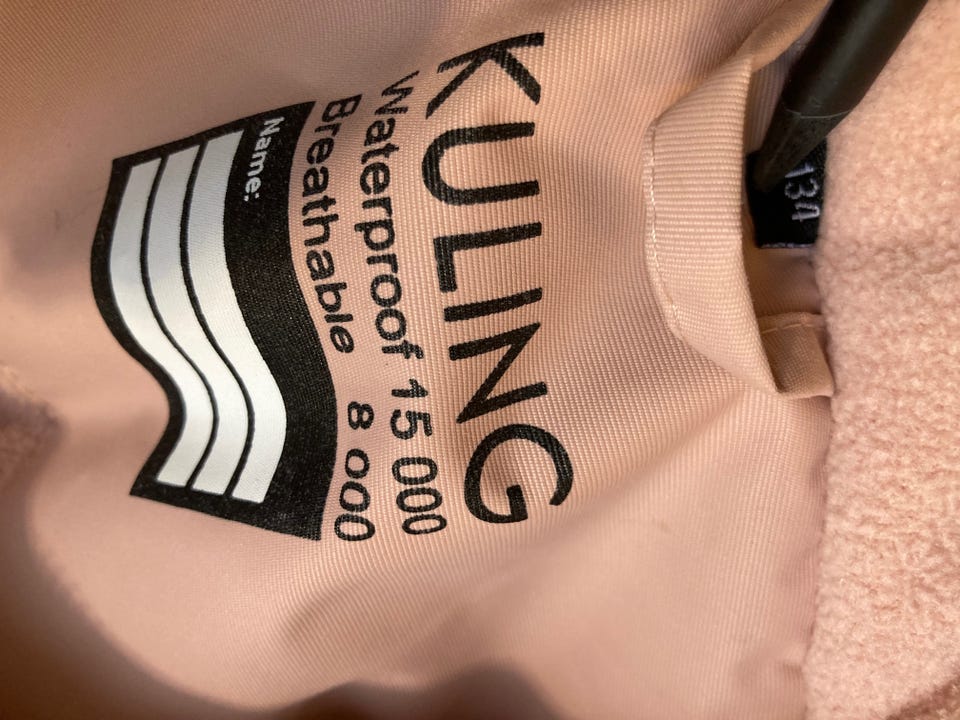 134
KULING
Waterproof 15 000
Breathable 8 000
Name: